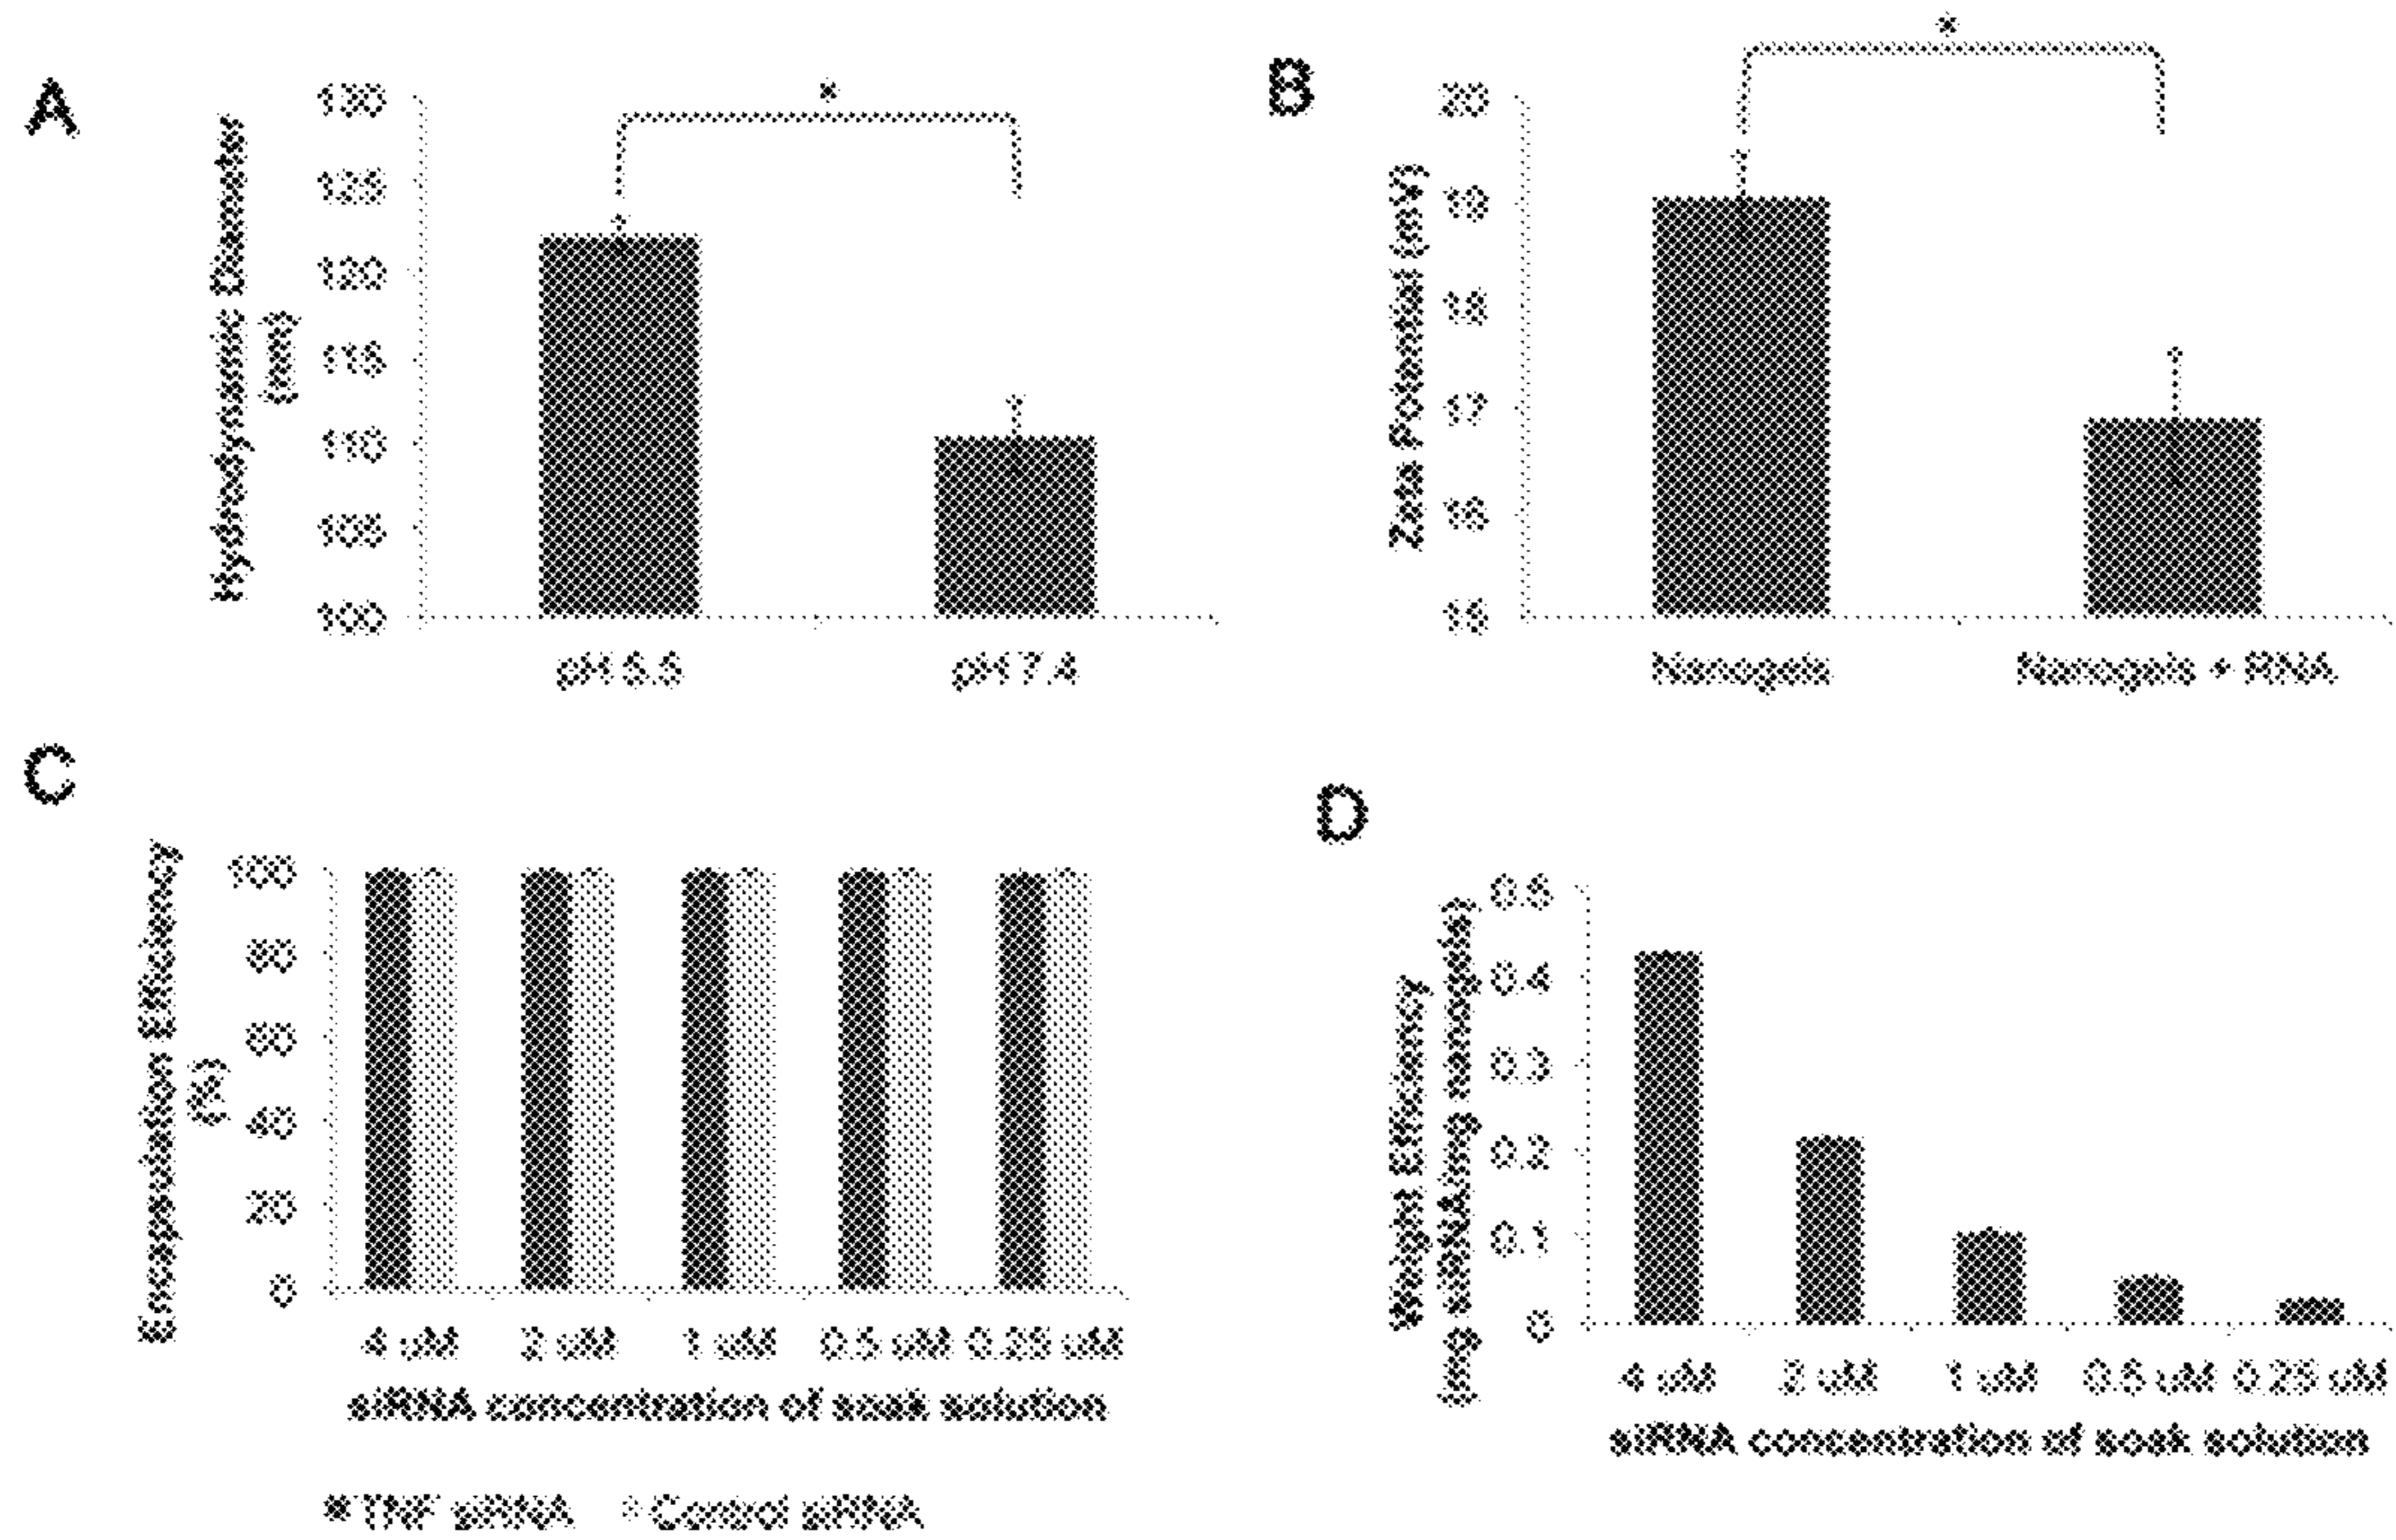 A
*
Hydrodynamic Diameter
(nm)
130
125
120
115
110
105
100
pH 5.5
pH 7.4
B
*
Zeta Potential (mV)
20
19
18
17
16
Nanogels
Nanogels + RNA
C
Encapsulation Efficiency
(%)
100
80
60
40
20
0
4 uM
2 uM
1 uM
0.5 uM
0.25 uM
siRNA concentration of soak solution
TNF siRNA
Control siRNA
D
Weight Efficiency
(mg siRNA/mg nanogels)
0.5
0.4
0.3
0.2
0.1
0
4 uM
2 uM
1 uM
0.5 uM
0.25 uM
siRNA concentration of soak solution